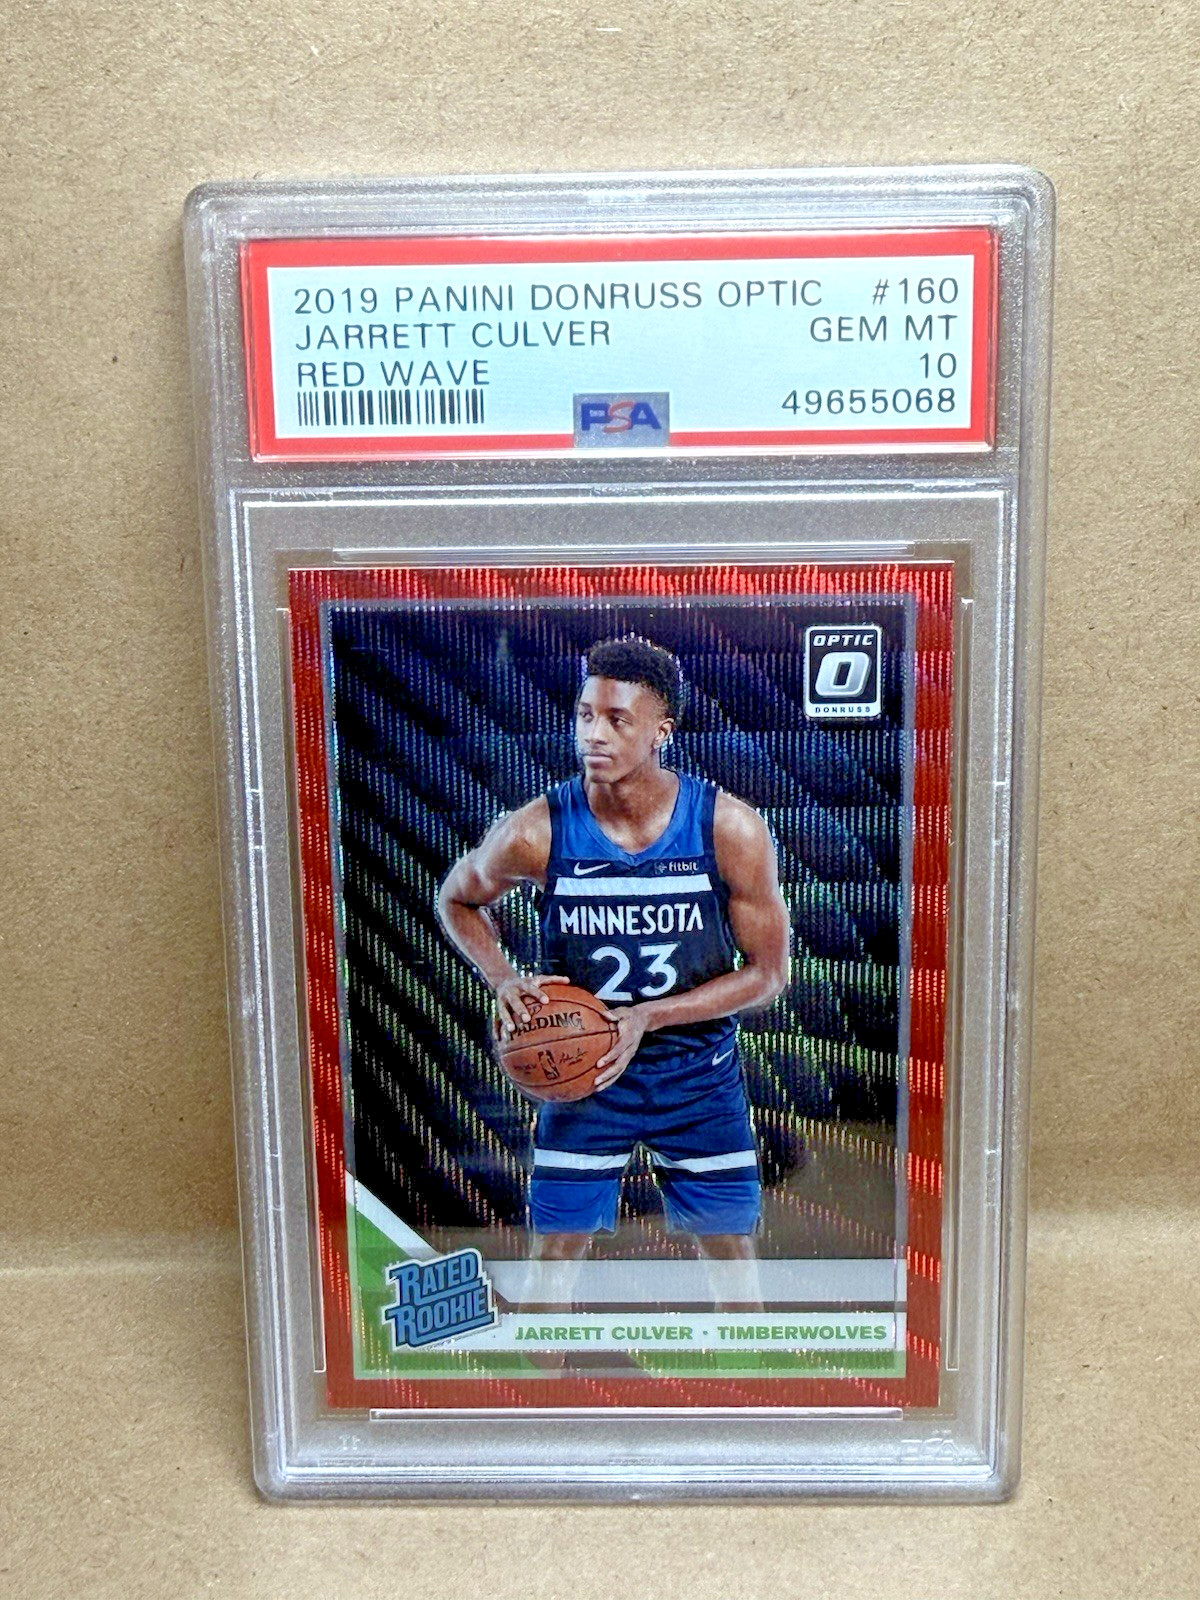 2019 PANINI DONRUSS OPTIC #160
JARRETT CULVER GEM MT
RED WAVE 10
PSA 49655068
OPTIC
O
DONRUSS
fitbit
MINNESOTA
23
SPALDING
RATED
ROOKIE
JARRETT CULVER · TIMBERWOLVES